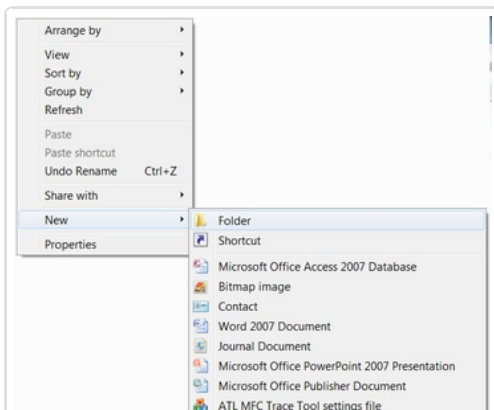 Arrange by
View
Sort by
Group by
Refresh
Paste
Paste shortcut
Undo Rename Ctrl+Z
Share with
New
Properties
Folder
Shortcut
Microsoft Office Access 2007 Database
Bitmap image
Contact
Word 2007 Document
Journal Document
Microsoft Office PowerPoint 2007 Presentation
Microsoft Office Publisher Document
ATL MFC Trace Tool settings file